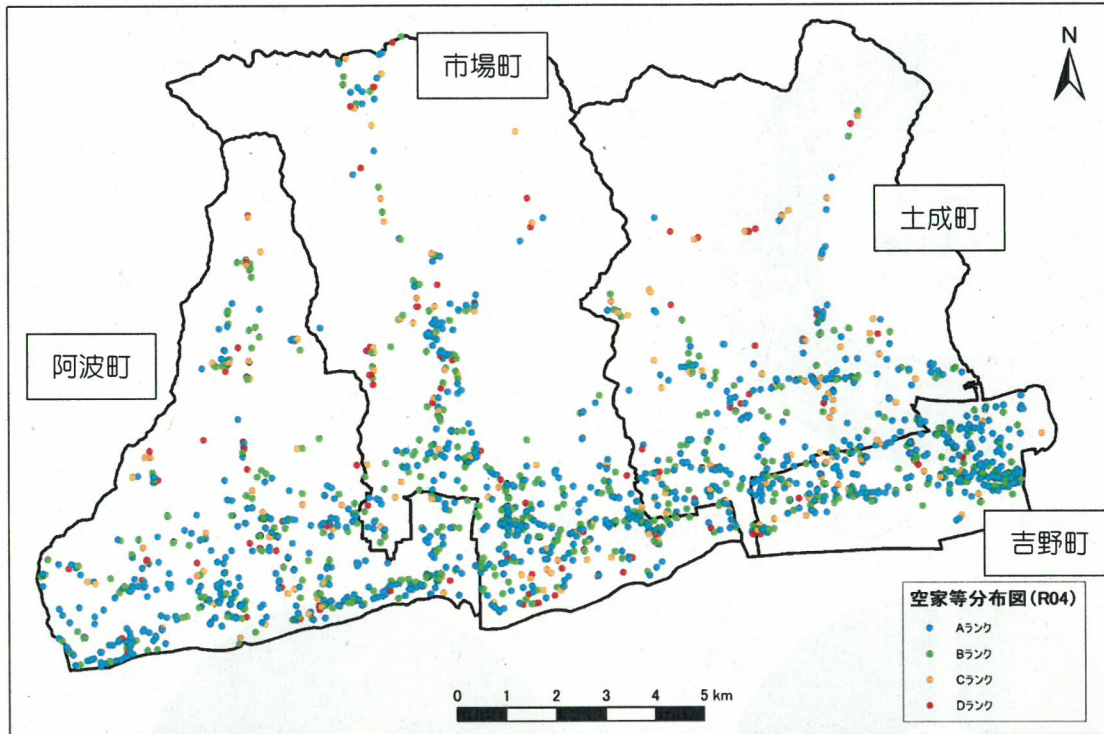 市場町
N
土成町
阿波町
吉野町
空家等分布図(R04)
Aランク
Bランク
Cランク
Dランク
0 1 2 3 4 5 km